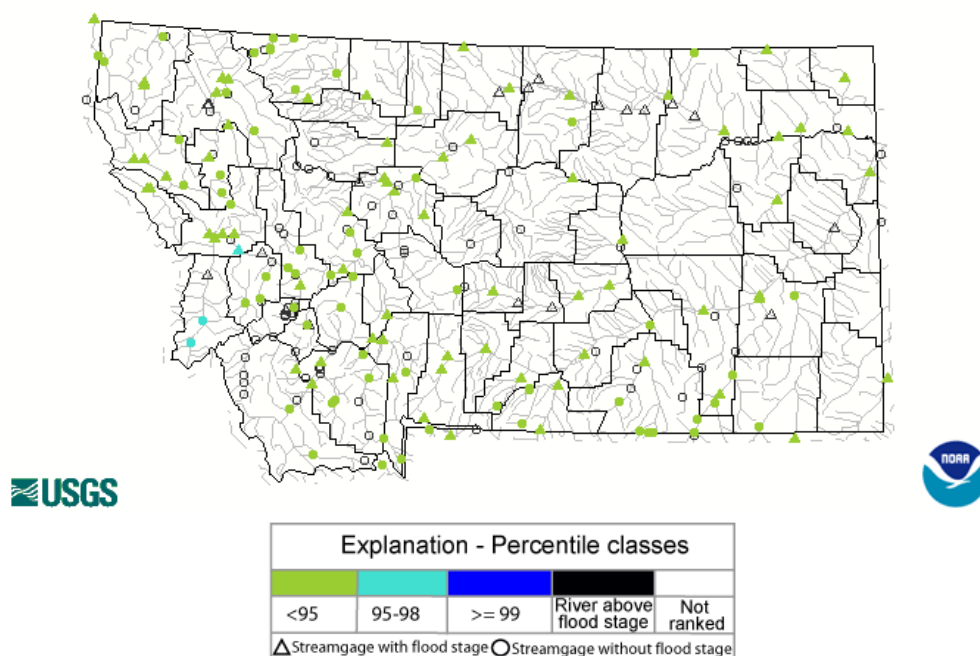 USGS
NOAA
Explanation - Percentile classes
<95 95-98 >= 99 River above flood stage Not ranked
Streamgage with flood stage Streamgage without flood stage